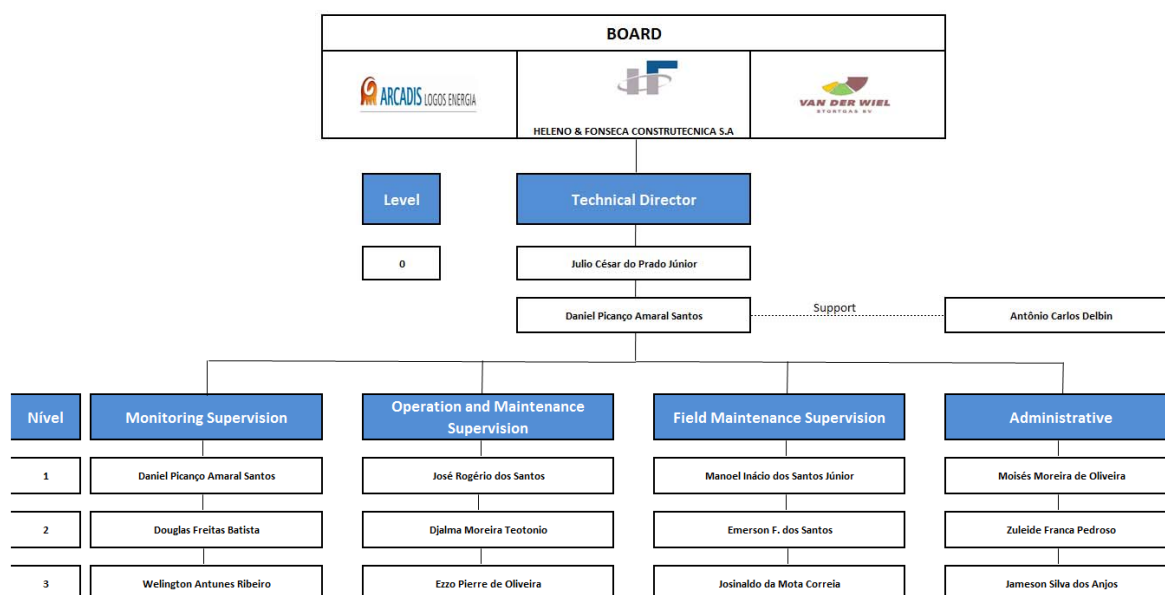 BOARD
ARCADIS LOGOS ENERGIA
HF
HELENO & FONSECA CONSTRUTECNICA S.A
VAN DER WIEL
STORTGAS BV
Level
Technical Director
0
Julio César do Prado Júnior
Daniel Picanço Amaral Santos
Support
Antônio Carlos Delbin
Nível
Monitoring Supervision
Operation and Maintenance
Supervision
Field Maintenance Supervision
Administrative
1
Daniel Picanço Amaral Santos
José Rogério dos Santos
Manoel Inácio dos Santos Júnior
Moisés Moreira de Oliveira
2
Douglas Freitas Batista
Djalma Moreira Teotonio
Emerson F. dos Santos
Zuleide Franca Pedroso
3
Welington Antunes Ribeiro
Ezzo Pierre de Oliveira
Josinaldo da Mota Correia
Jameson Silva dos Anjos